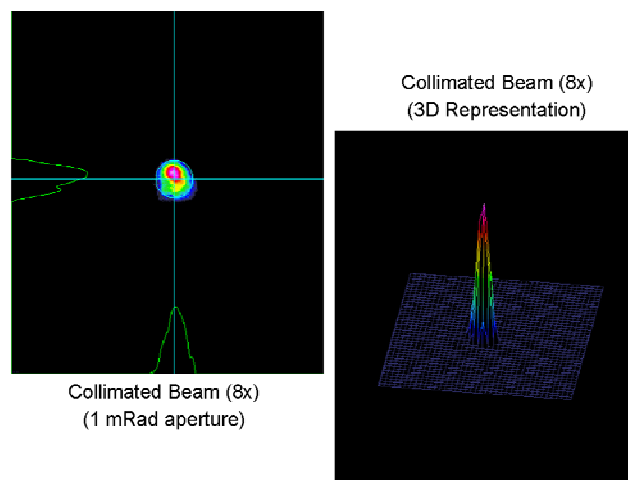 Collimated Beam (8x)
(3D Representation)
Collimated Beam (8x)
(1 mRad aperture)